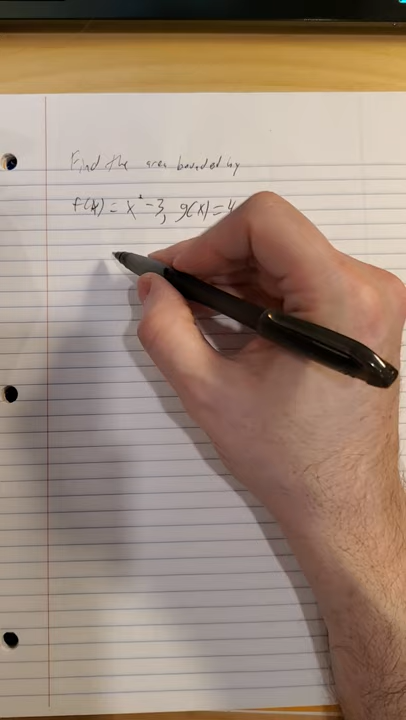 Find the area bounded by
f(x) = x² - 3, g(x) = 4